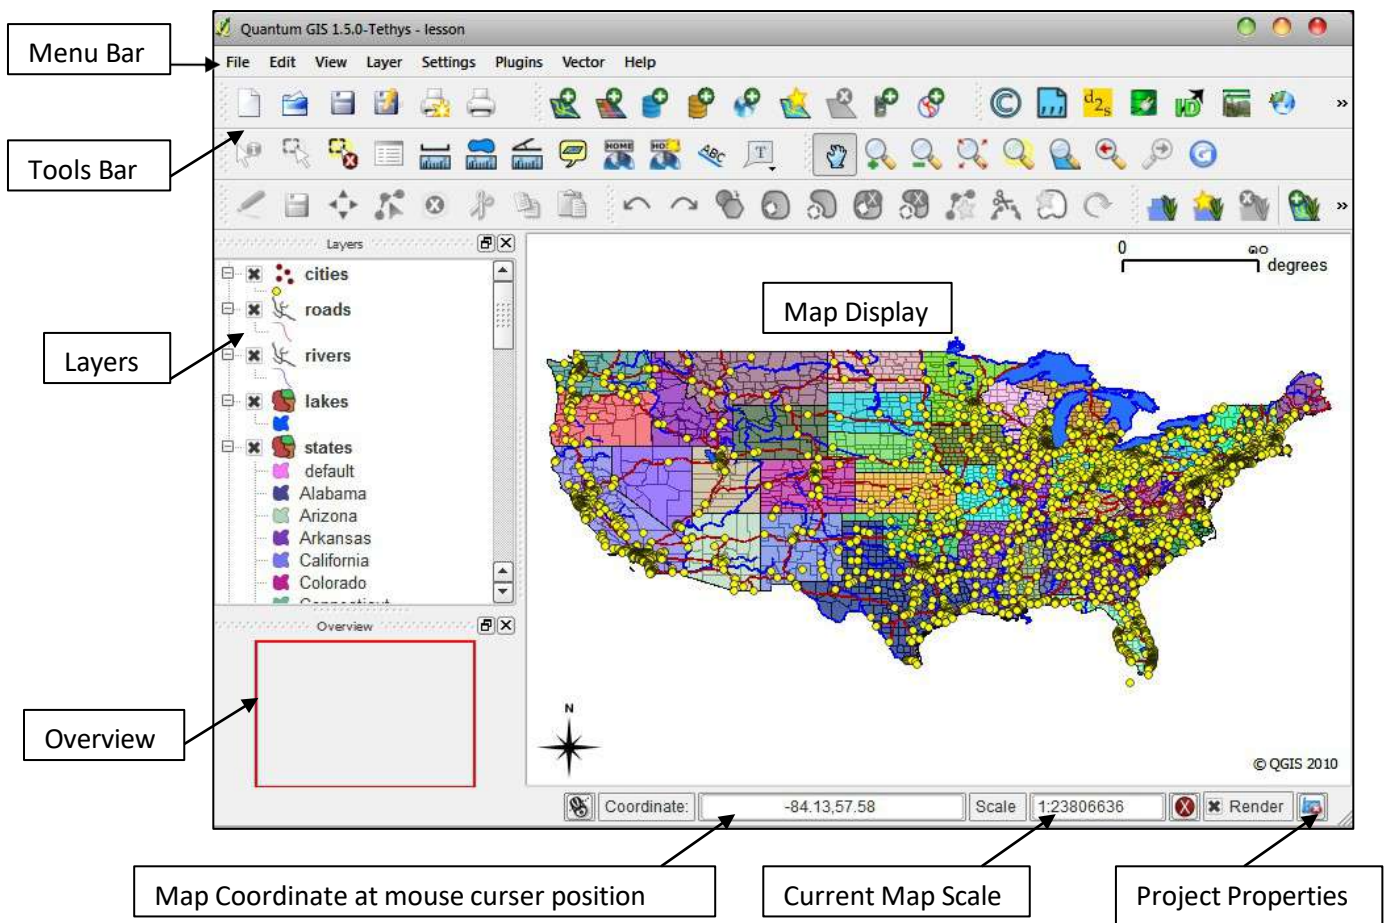 Quantum GIS 1.5.0-Tethys - lesson
Menu Bar
File Edit View Layer Settings Plugins Vector Help
Tools Bar
Layers
cities
roads
rivers
lakes
states
default
Alabama
Arizona
Arkansas
California
Colorado
Layers
0 ๑๐
degrees
Map Display
Overview
Overview
N
© QGIS 2010
Coordinate: -84.13,57.58 Scale 1:23806636 Render
Map Coordinate at mouse curser position
Current Map Scale
Project Properties